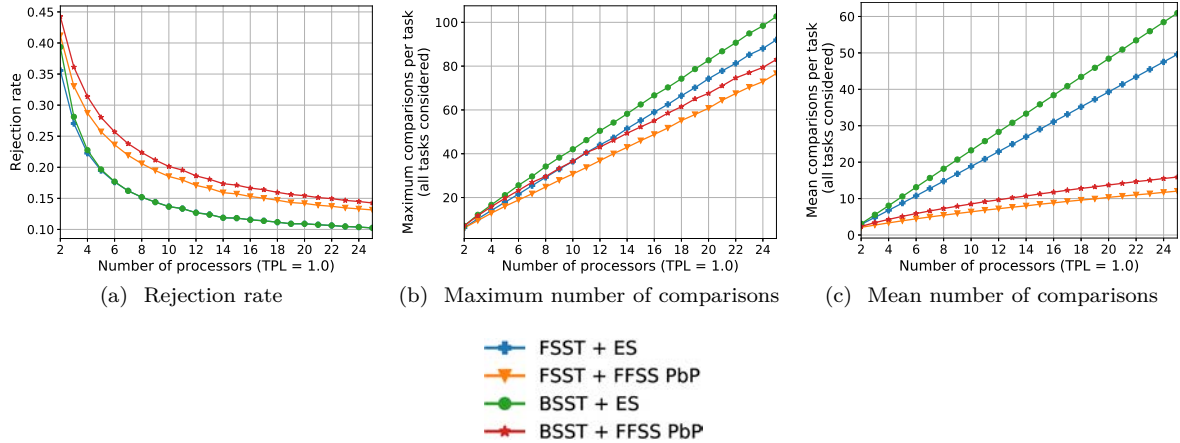 0.45
0.40
0.35
0.30
0.25
0.20
0.15
0.10
Rejection rate
2 4 6 8 10 12 14 16 18 20 22 24
Number of processors (TPL = 1.0)
(a) Rejection rate
100
80
60
40
20
Maximum comparisons per task
(all tasks considered)
2 4 6 8 10 12 14 16 18 20 22 24
Number of processors (TPL = 1.0)
(b) Maximum number of comparisons
60
50
40
30
20
10
0
Mean comparisons per task
(all tasks considered)
2 4 6 8 10 12 14 16 18 20 22 24
Number of processors (TPL = 1.0)
(c) Mean number of comparisons
FSST + ES
FSST + FFSS PbP
BSST + ES
BSST + FFSS PbP